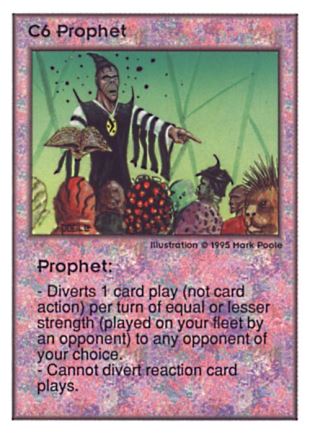 C6 Prophet
Illustration © 1995 Mark Poole
Prophet:
- Diverts 1 card play (not card
action) per turn of equal or lesser
strength (played on your fleet by
an opponent) to any opponent of
your choice.
- Cannot divert reaction card
plays.